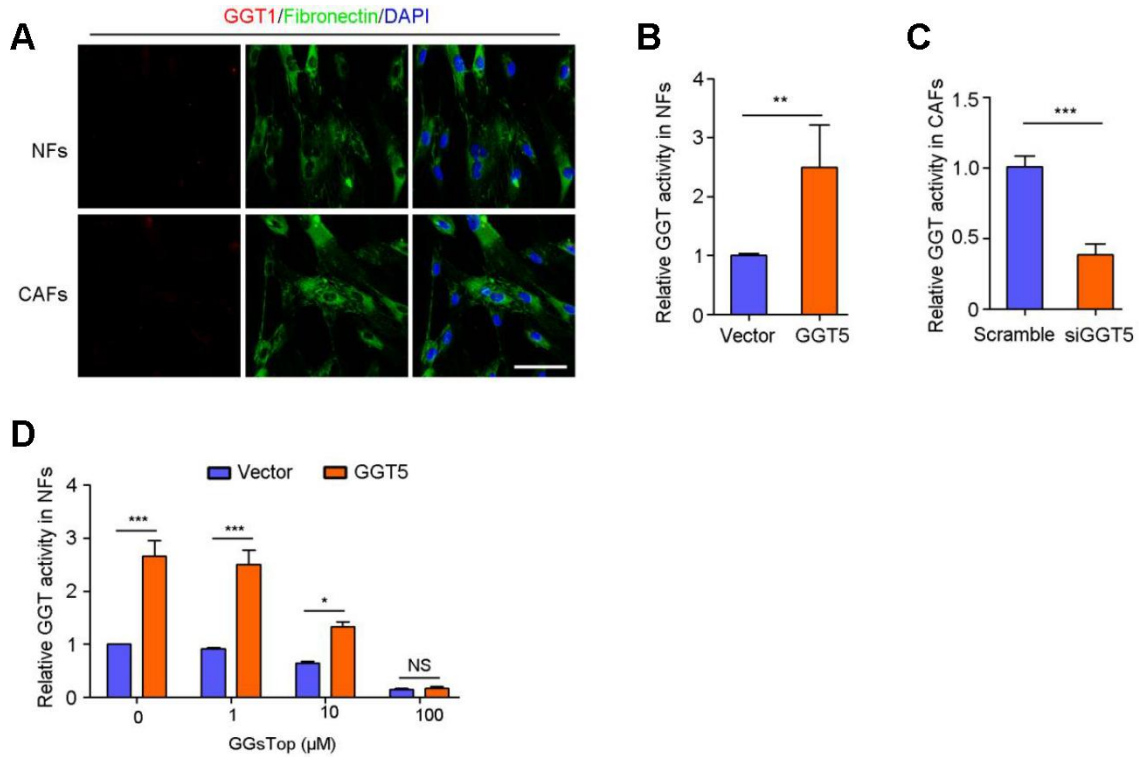 A
GGT1/Fibronectin/DAPI
NFs
CAFs
B
Relative GGT activity in NFs
4
3
2
1
0
**
Vector GGT5
C
Relative GGT activity in CAFs
1.5
1.0
0.5
0
***
Scramble siGGT5
D
Vector GGT5
Relative GGT activity in NFs
4
3
2
1
0
*** *** * NS
0 1 10 100
GGsTop (µM)